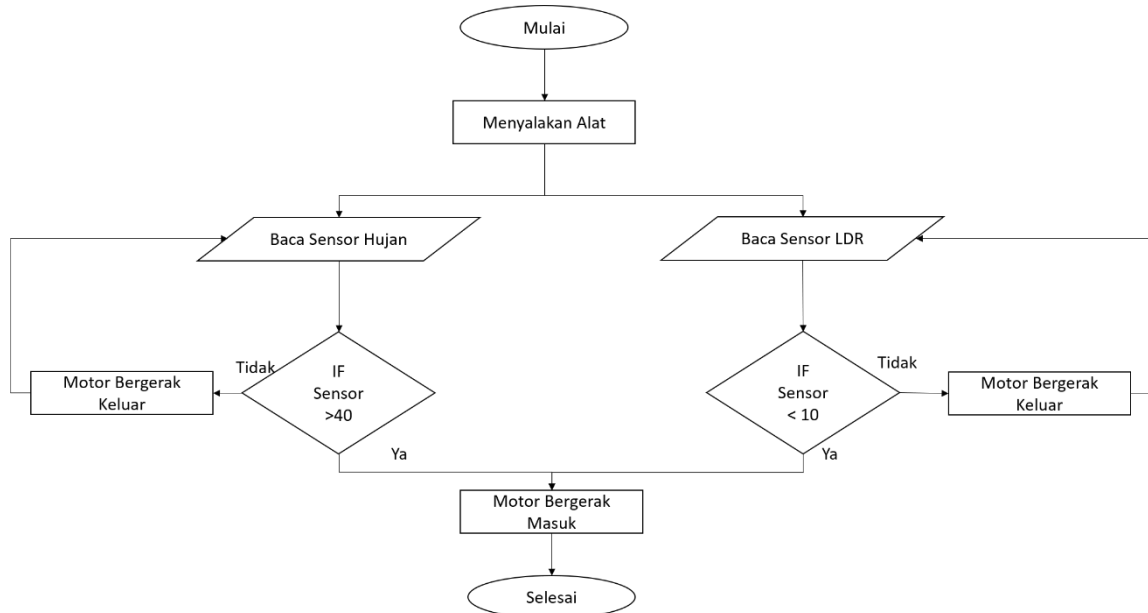 Mulai
Menyalakan Alat
Baca Sensor Hujan
Baca Sensor LDR
Tidak
IF
Sensor
>40
Motor Bergerak
Keluar
Ya
IF
Sensor
< 10
Tidak
Motor Bergerak
Keluar
Ya
Motor Bergerak
Masuk
Selesai